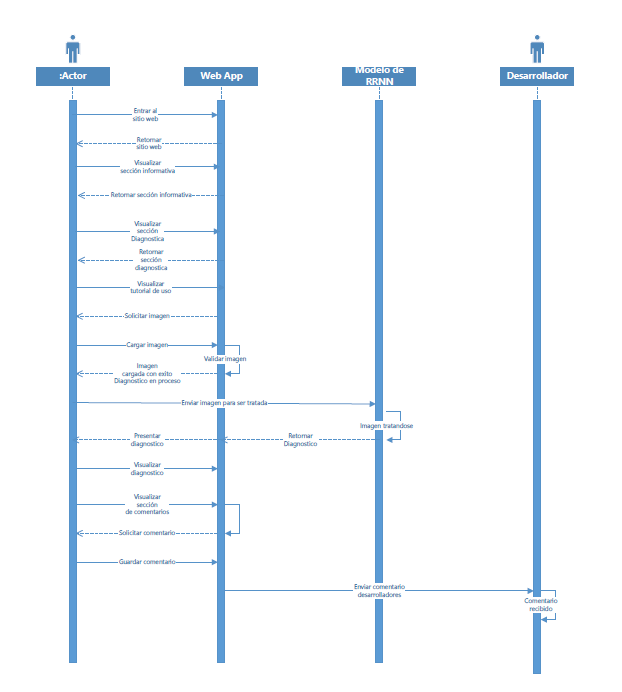 :Actor
Web App
Modelo de
RRNN
Desarrollador
Entrar al
sitio web
Retornar
sitio web
Visualizar
sección informativa
Retornar sección informativa
Visualizar
sección
Diagnostica
Retornar
sección
diagnostica
Visualizar
tutorial de uso
Solicitar imagen
Cargar imagen
Validar imagen
Imagen
cargada con exito
Diagnostico en proceso
Enviar imagen para ser tratada
Imagen tratandose
Presentar
diagnostico
Retornar
Diagnostico
Visualizar
diagnostico
Visualizar
sección
de comentarios
Solicitar comentario
Guardar comentario
Enviar comentario
desarrolladores
Comentario
recibido